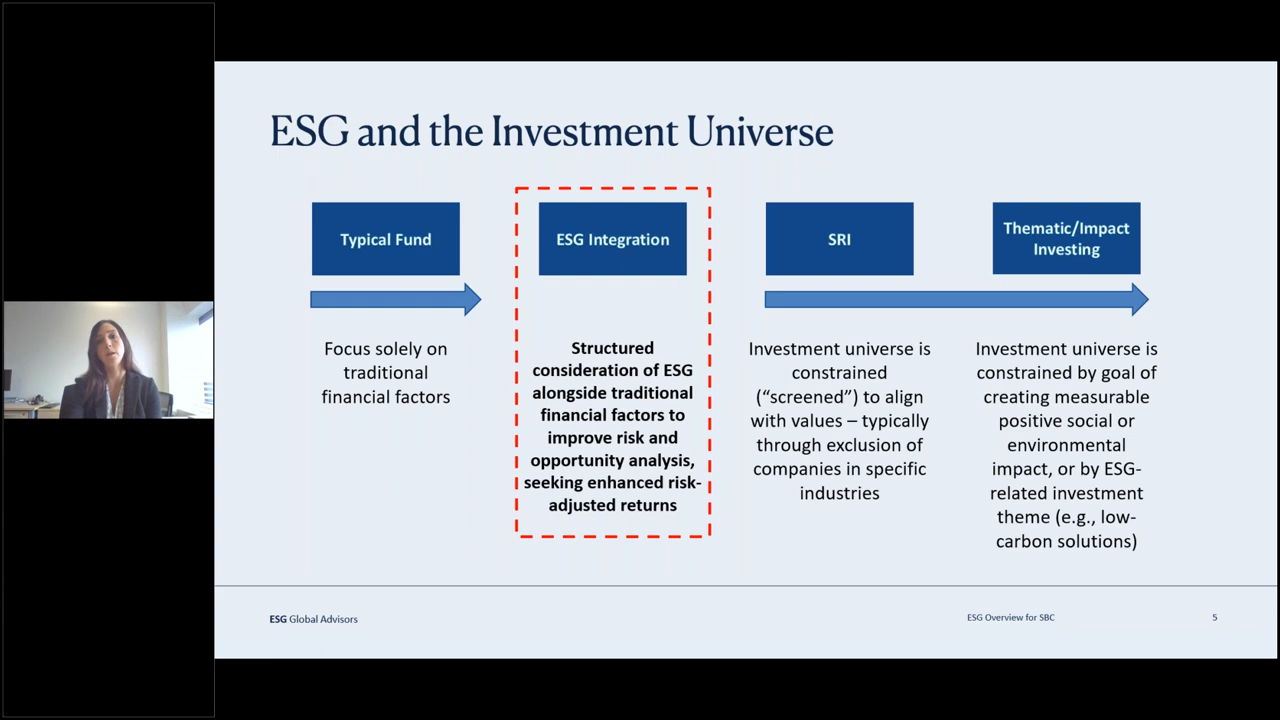 ESG and the Investment Universe
Typical Fund
Focus solely on
traditional
financial factors
ESG Integration
Structured
consideration of ESG
alongside traditional
financial factors to
improve risk and
opportunity analysis,
seeking enhanced risk-
adjusted returns
SRI
Investment universe is
constrained
(“screened”) to align
with values – typically
through exclusion of
companies in specific
industries
Thematic/Impact
Investing
Investment universe is
constrained by goal of
creating measurable
positive social or
environmental
impact, or by ESG-
related investment
theme (e.g., low-
carbon solutions)
ESG Global Advisors
ESG Overview for SBC
5